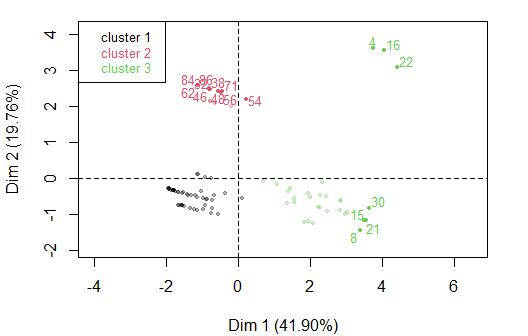 cluster 1
cluster 2
cluster 3
4
16
22
84 86 38 71
62 46 48 56 54
30
15 21
8
Dim 2 (19.76%)
4
3
2
1
0
-1
-2
-4 -2 0 2 4 6
Dim 1 (41.90%)